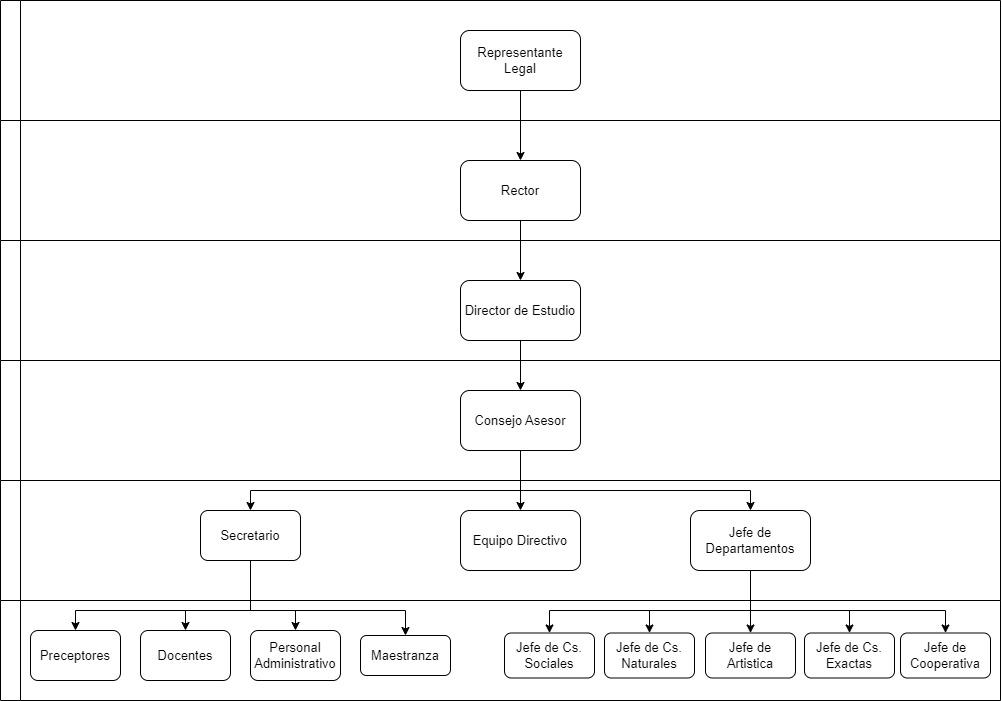 Representante
Legal
Rector
Director de Estudio
Consejo Asesor
Secretario
Equipo Directivo
Jefe de
Departamentos
Preceptores
Docentes
Personal
Administrativo
Maestranza
Jefe de Cs.
Sociales
Jefe de Cs.
Naturales
Jefe de
Artistica
Jefe de Cs.
Exactas
Jefe de
Cooperativa